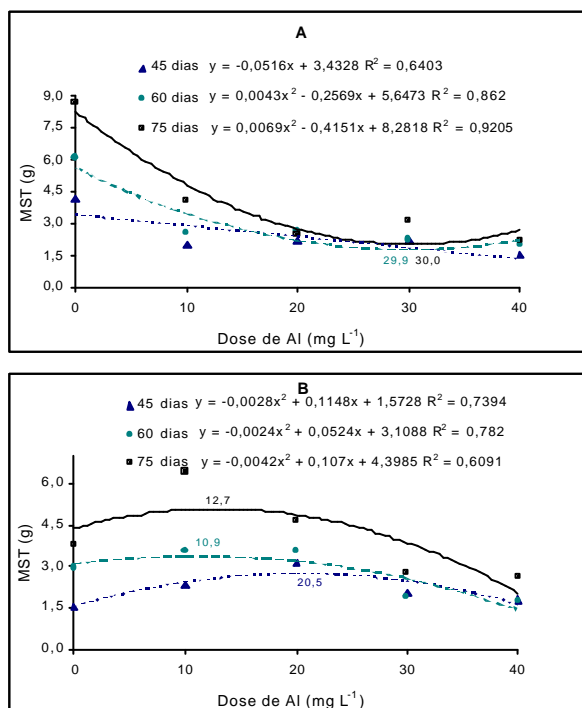 A
45 dias y = -0,0516x + 3,4328 R² = 0,6403
60 dias y = 0,0043x² - 0,2569x + 5,6473 R² = 0,862
75 dias y = 0,0069x² - 0,4151x + 8,2818 R² = 0,9205
MST (g)
9,0
7,5
6,0
4,5
3,0
1,5
0,0
29,9 30,0
0 10 20 30 40
Dose de Al (mg L⁻¹)
B
45 dias y = -0,0028x² + 0,1148x + 1,5728 R² = 0,7394
60 dias y = -0,0024x² + 0,0524x + 3,1088 R² = 0,782
75 dias y = -0,0042x² + 0,107x + 4,3985 R² = 0,6091
MST (g)
6,0
4,5
3,0
1,5
0,0
12,7
10,9
20,5
0 10 20 30 40
Dose de Al (mg L⁻¹)